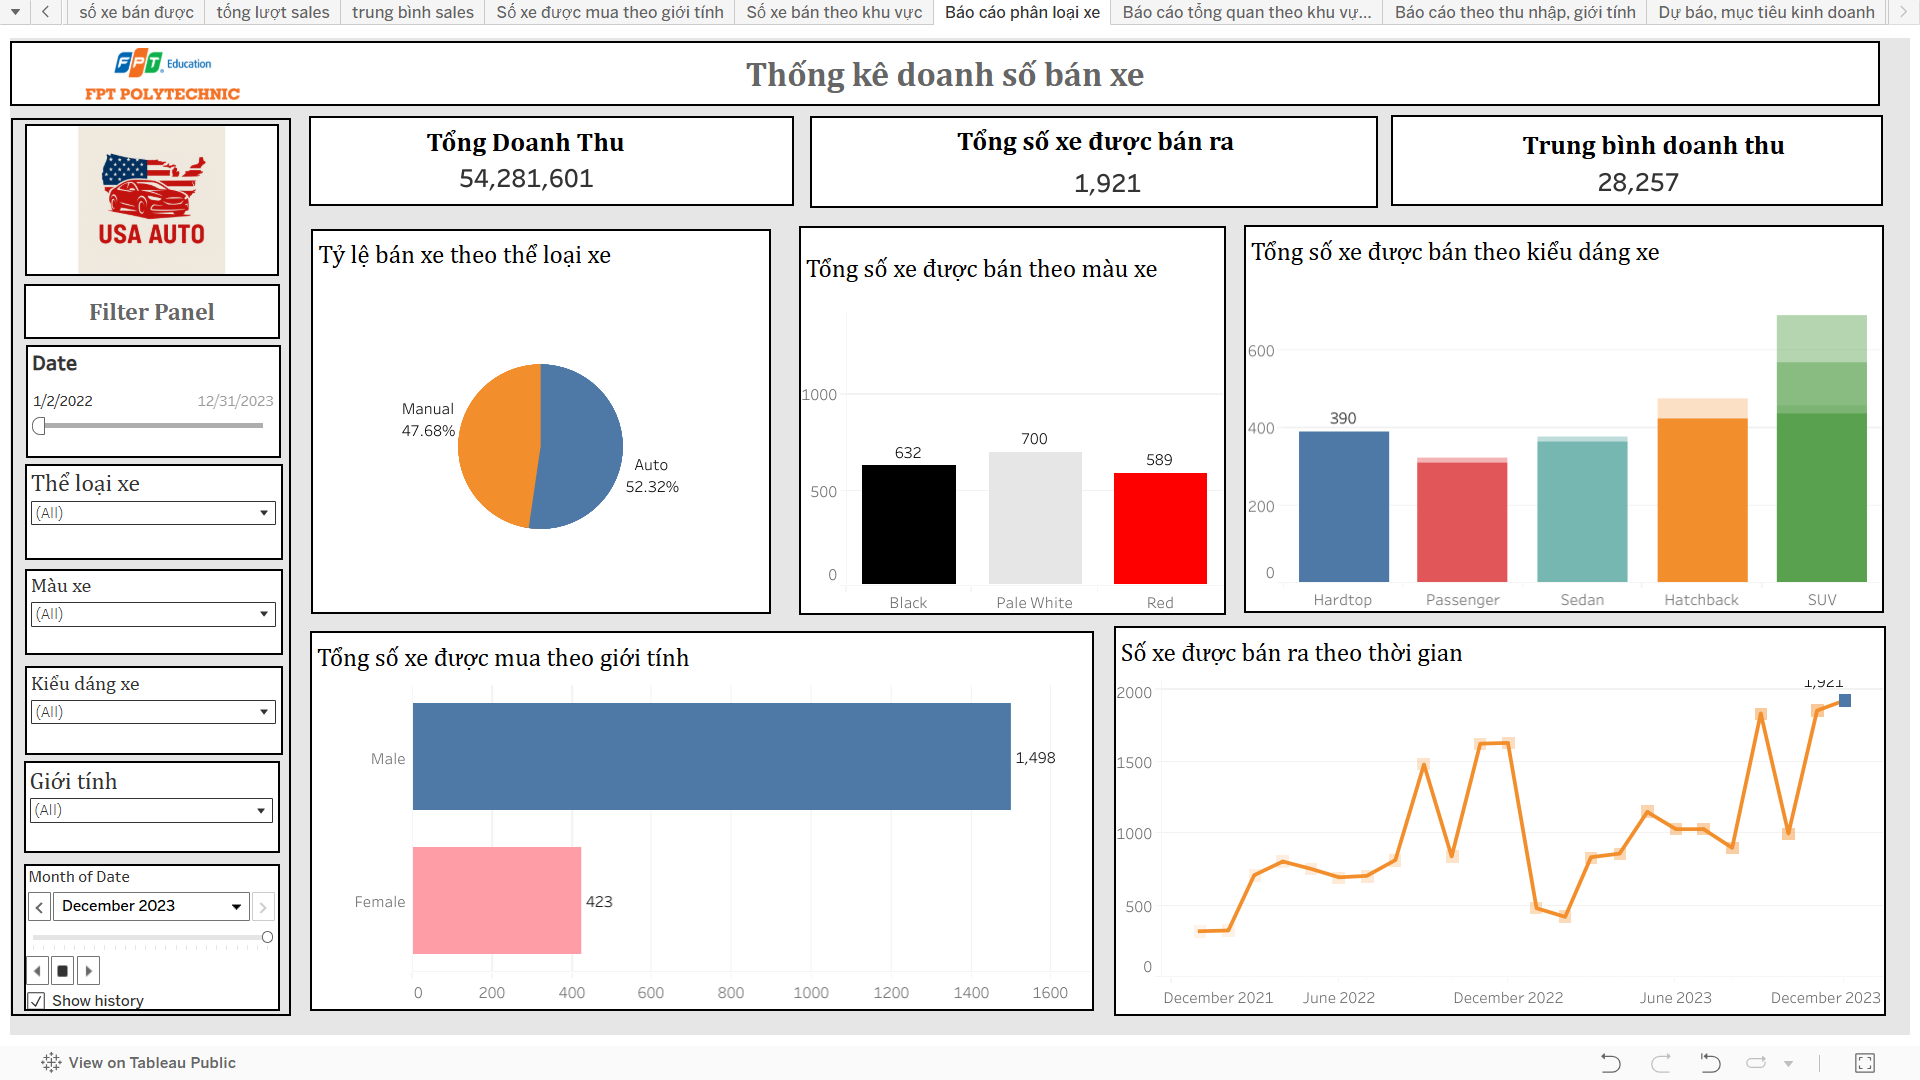 số xe bán được
tổng lượt sales
trung bình sales
Số xe được mua theo giới tính
Số xe bán theo khu vực
Báo cáo phân loại xe
Báo cáo tổng quan theo khu vự...
Báo cáo theo thu nhập, giới tính
Dự báo, mục tiêu kinh doanh
FPT Education
FPT POLYTECHNIC
Thống kê doanh số bán xe
USA AUTO
Filter Panel
Date
1/2/2022
12/31/2023
Thể loại xe
(All)
Màu xe
(All)
Kiểu dáng xe
(All)
Giới tính
(All)
Month of Date
December 2023
Show history
Tổng Doanh Thu
54,281,601
Tổng số xe được bán ra
1,921
Trung bình doanh thu
28,257
Tỷ lệ bán xe theo thể loại xe
Manual
47.68%
Auto
52.32%
Tổng số xe được bán theo màu xe
1000
500
0
632
700
589
Black
Pale White
Red
Tổng số xe được bán theo kiểu dáng xe
600
400
200
0
390
Hardtop
Passenger
Sedan
Hatchback
SUV
Tổng số xe được mua theo giới tính
Male
1,498
Female
423
0
200
400
600
800
1000
1200
1400
1600
Số xe được bán ra theo thời gian
2000
1500
1000
500
0
1,921
December 2021
June 2022
December 2022
June 2023
December 2023
View on Tableau Public